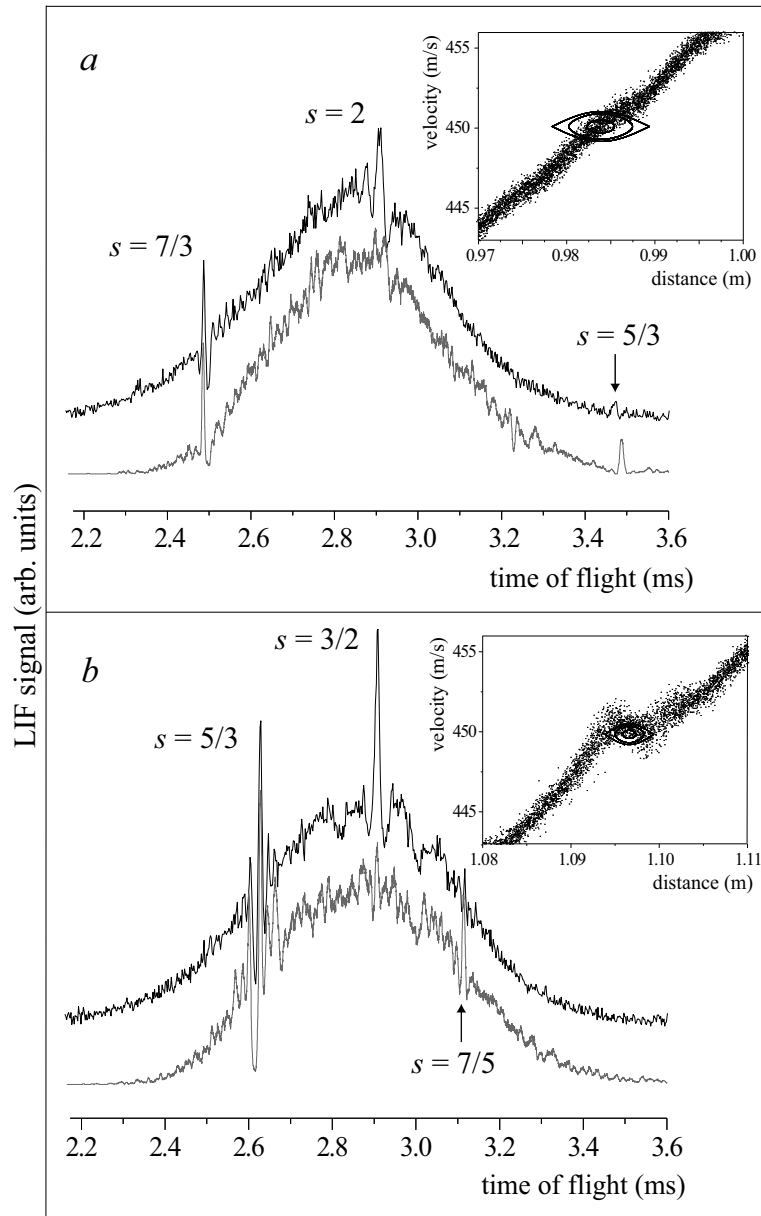 LIF signal (arb. units)
a
s = 2
s = 7/3
s = 5/3
2.2 2.4 2.6 2.8 3.0 3.2 3.4 3.6
time of flight (ms)
velocity (m/s)
455
450
445
0.97 0.98 0.99 1.00
distance (m)
b
s = 3/2
s = 5/3
s = 7/5
2.2 2.4 2.6 2.8 3.0 3.2 3.4 3.6
time of flight (ms)
velocity (m/s)
455
450
445
1.08 1.09 1.10 1.11
distance (m)